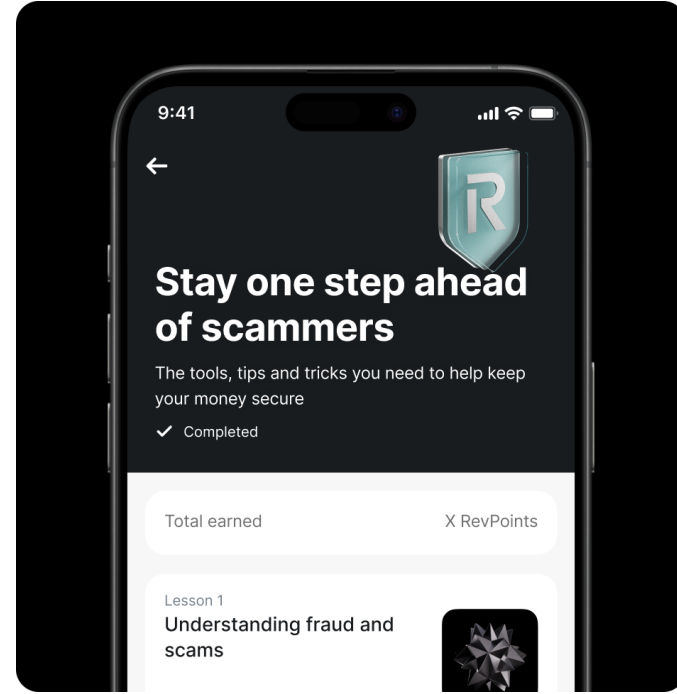 9:41
R
Stay one step ahead
of scammers
The tools, tips and tricks you need to help keep
your money secure
Completed
Total earned
X RevPoints
Lesson 1
Understanding fraud and
scams